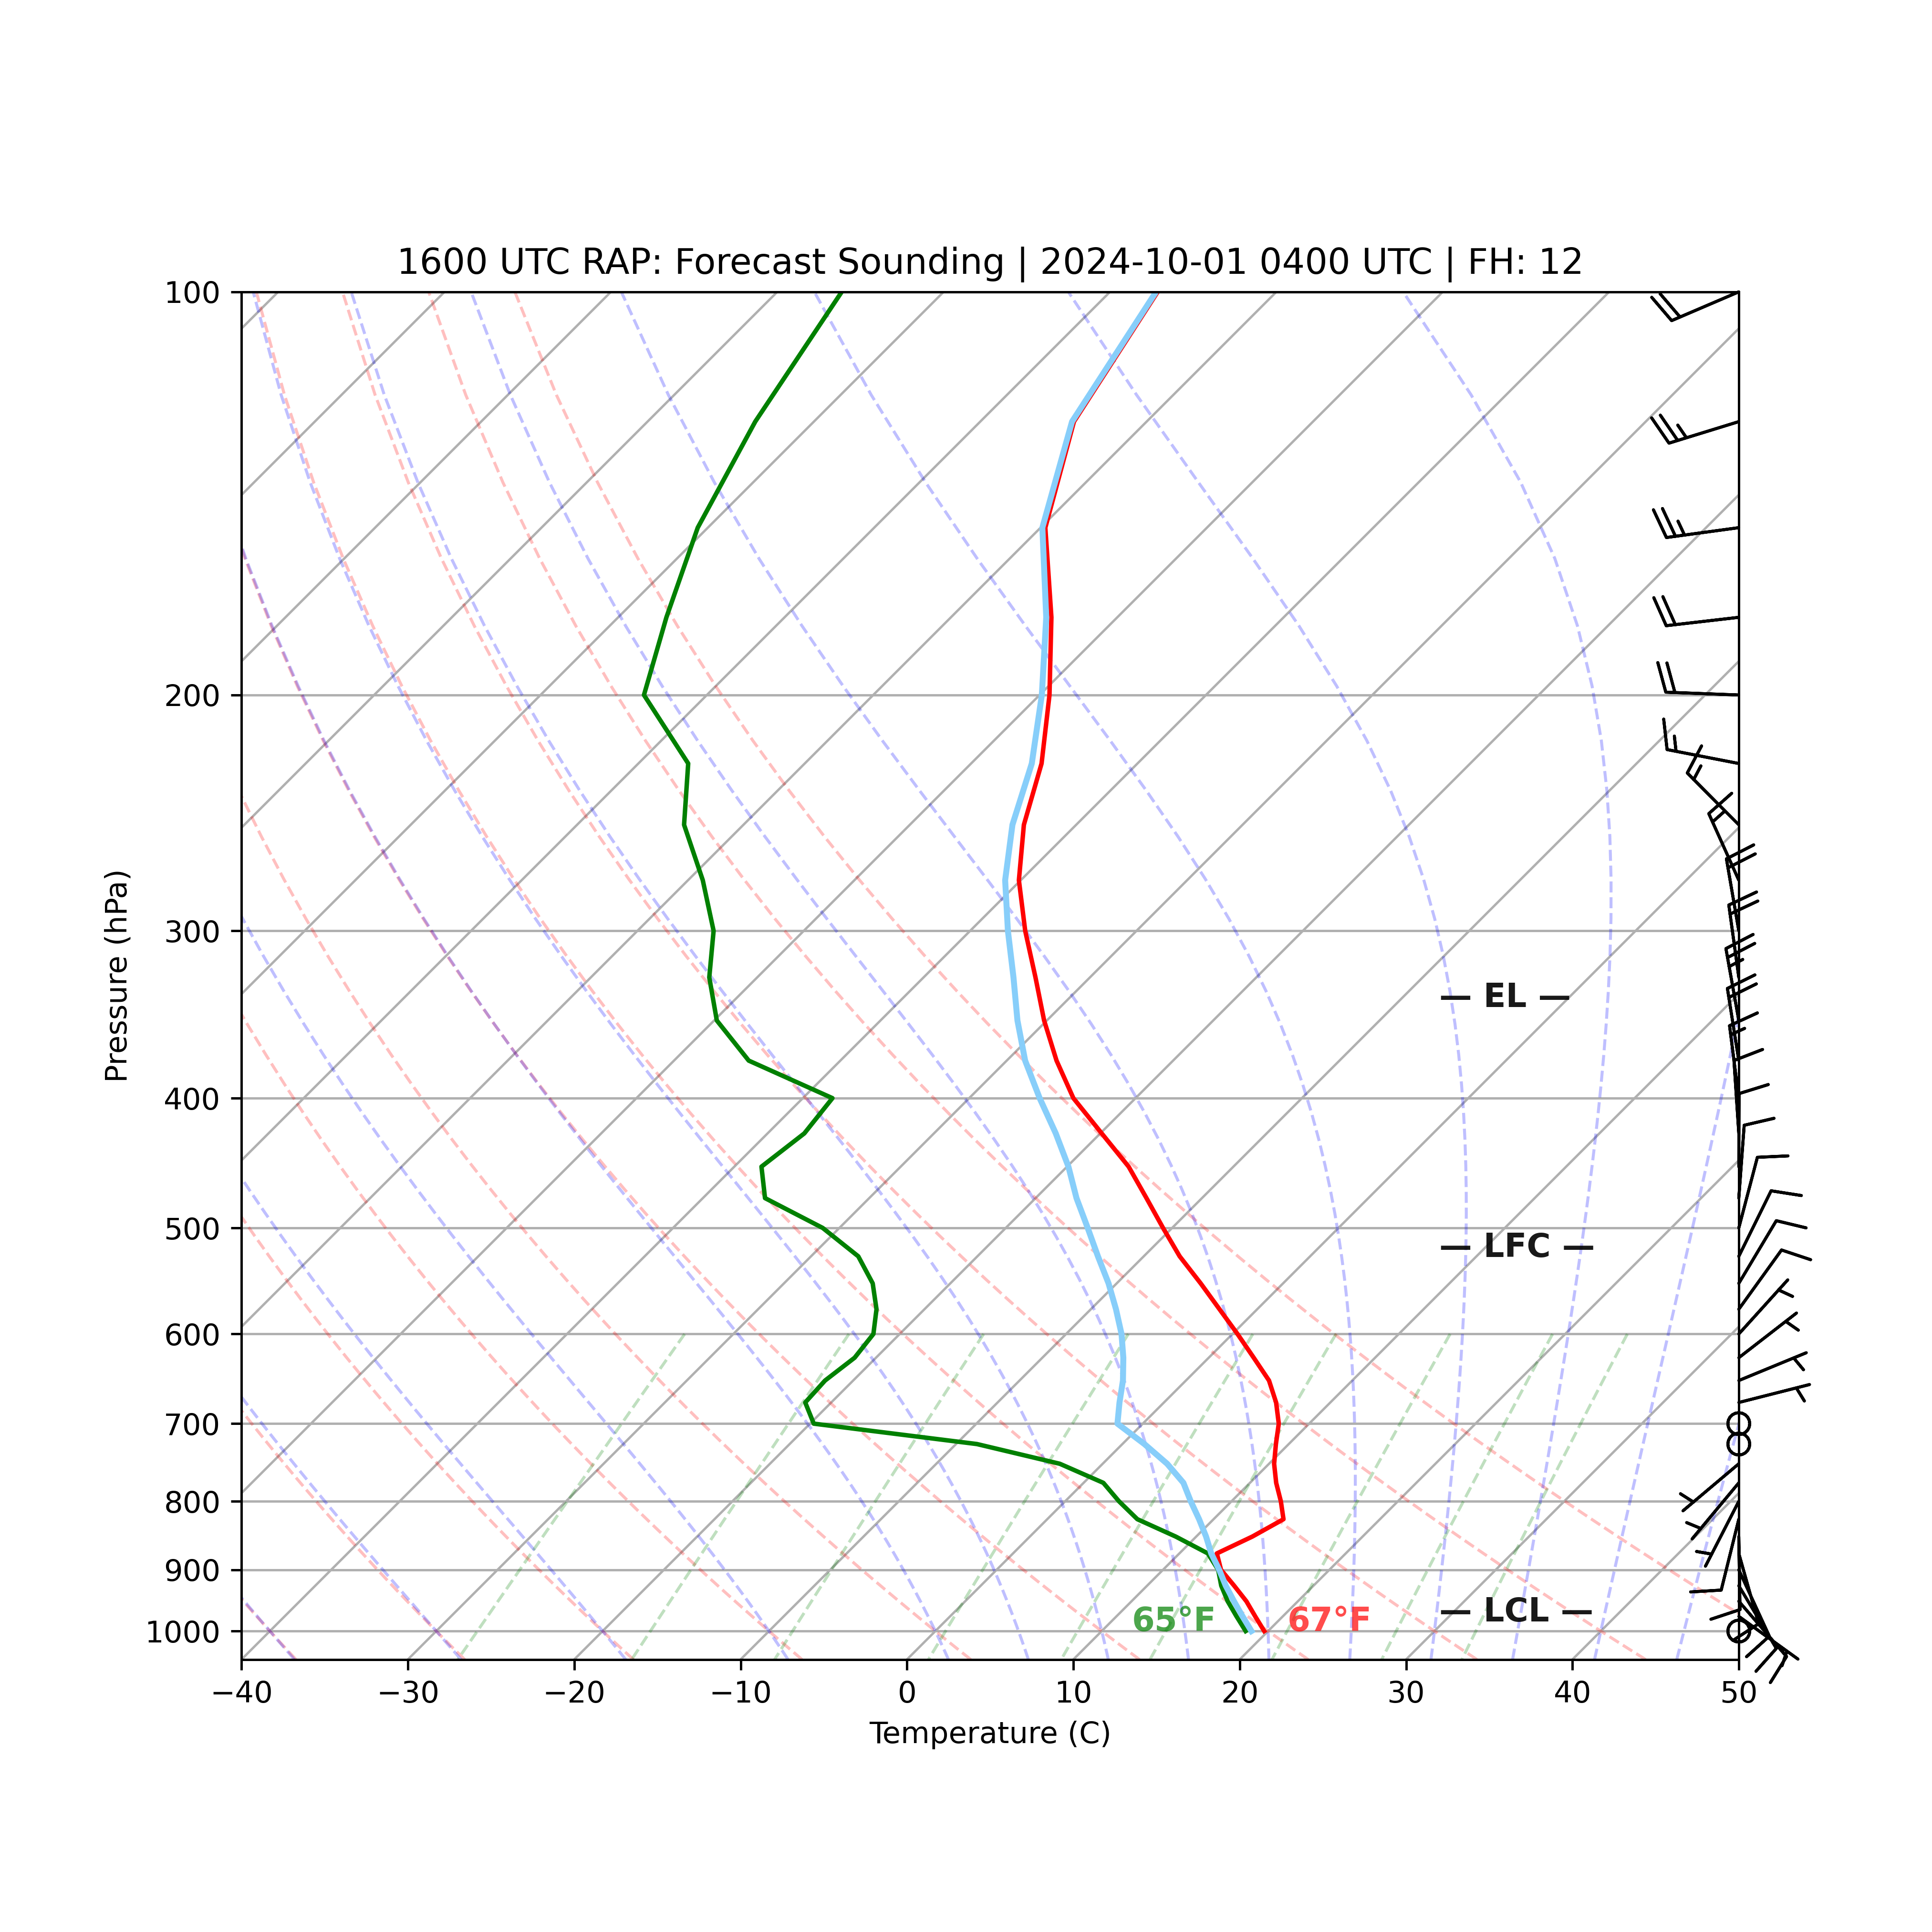 1600 UTC RAP: Forecast Sounding | 2024-10-01 0400 UTC | FH: 12
100
200
300
— EL —
Pressure (hPa)
400
500
— LFC —
600
700
800
900
— LCL —
65°F
67°F
1000
−40
−30
−20
−10
0
10
20
30
40
50
Temperature (C)